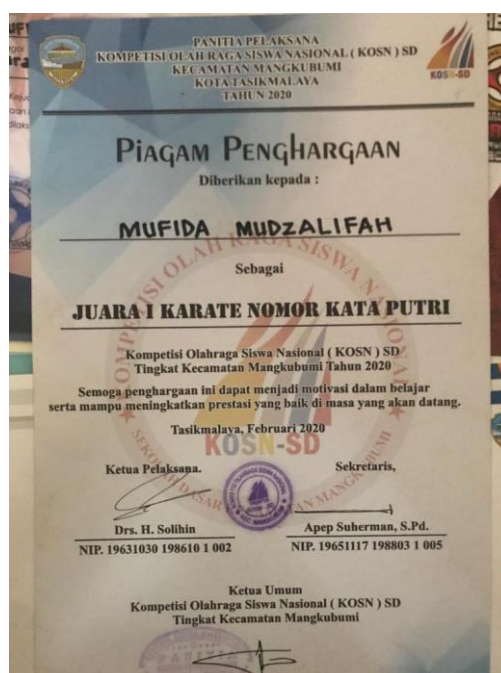 PANITIA PELAKSANA
KOMPETISI OLAH RAGA SISWA NASIONAL ( KOSN ) SD
KECAMATAN MANGKUBUMI
KOTA TASIKMALAYA
TAHUN 2020
KOSN-SD
PIAGAM PENGHARGAAN
Diberikan kepada :
MUFIDA MUDZALIFAH
Sebagai
JUARA I KARATE NOMOR KATA PUTRI
Kompetisi Olahraga Siswa Nasional ( KOSN ) SD
Tingkat Kecamatan Mangkubumi Tahun 2020
Semoga penghargaan ini dapat menjadi motivasi dalam belajar
serta mampu meningkatkan prestasi yang baik di masa yang akan datang.
Tasikmalaya, Februari 2020
KOSN-SD
Ketua Pelaksana.
Sekretaris,
Drs. H. Solihin
Apep Suherman, S.Pd.
NIP. 19631030 198610 1 002
NIP. 19651117 198803 1 005
Ketua Umum
Kompetisi Olahraga Siswa Nasional ( KOSN ) SD
Tingkat Kecamatan Mangkubumi